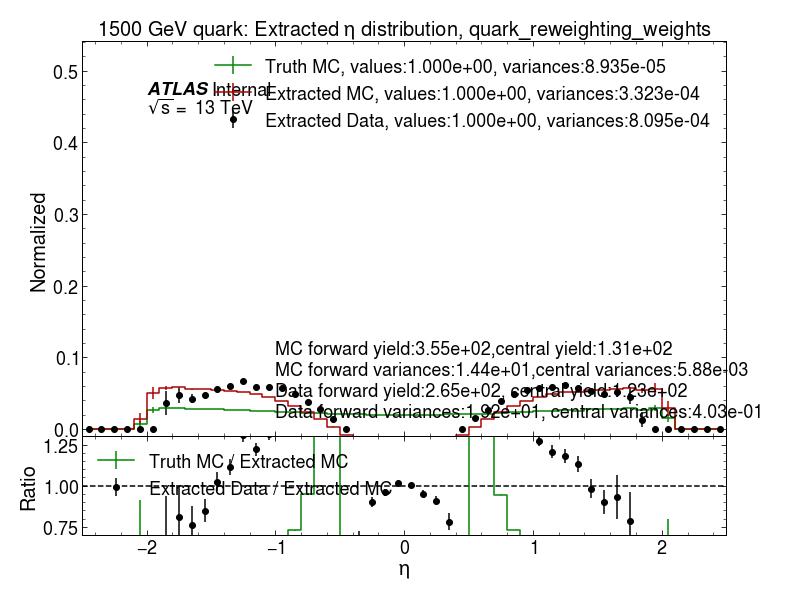 1500 GeV quark: Extracted η distribution, quark_reweighting_weights
Truth MC, values:1.000e+00, variances:8.935e-05
ATLAS Internal
Extracted MC, values:1.000e+00, variances:3.323e-04
√s = 13 TeV
Extracted Data, values:1.000e+00, variances:8.095e-04
Normalized
0.5
0.4
0.3
0.2
0.1
0.0
MC forward yield:3.55e+02,central yield:1.31e+02
MC forward variances:1.44e+01,central variances:5.88e-03
Data forward yield:2.65e+02, central yield:1.23e+02
Data forward variances:1.92e+01, central variances:4.03e-01
Ratio
1.25
1.00
0.75
Truth MC / Extracted MC
Extracted Data / Extracted MC
−2 −1 0 1 2
η